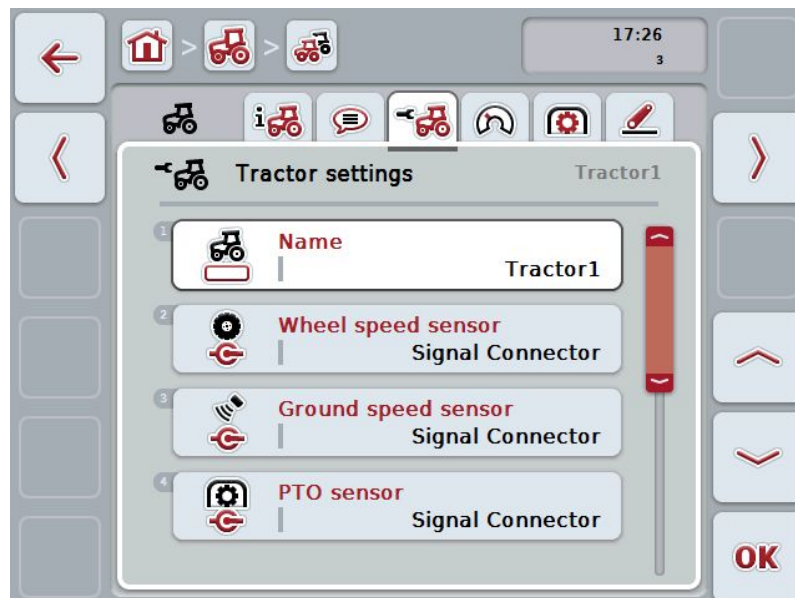 17:26
3
Tractor settings
Tractor1
1
Name
Tractor1
2
Wheel speed sensor
Signal Connector
3
Ground speed sensor
Signal Connector
4
PTO sensor
Signal Connector
OK